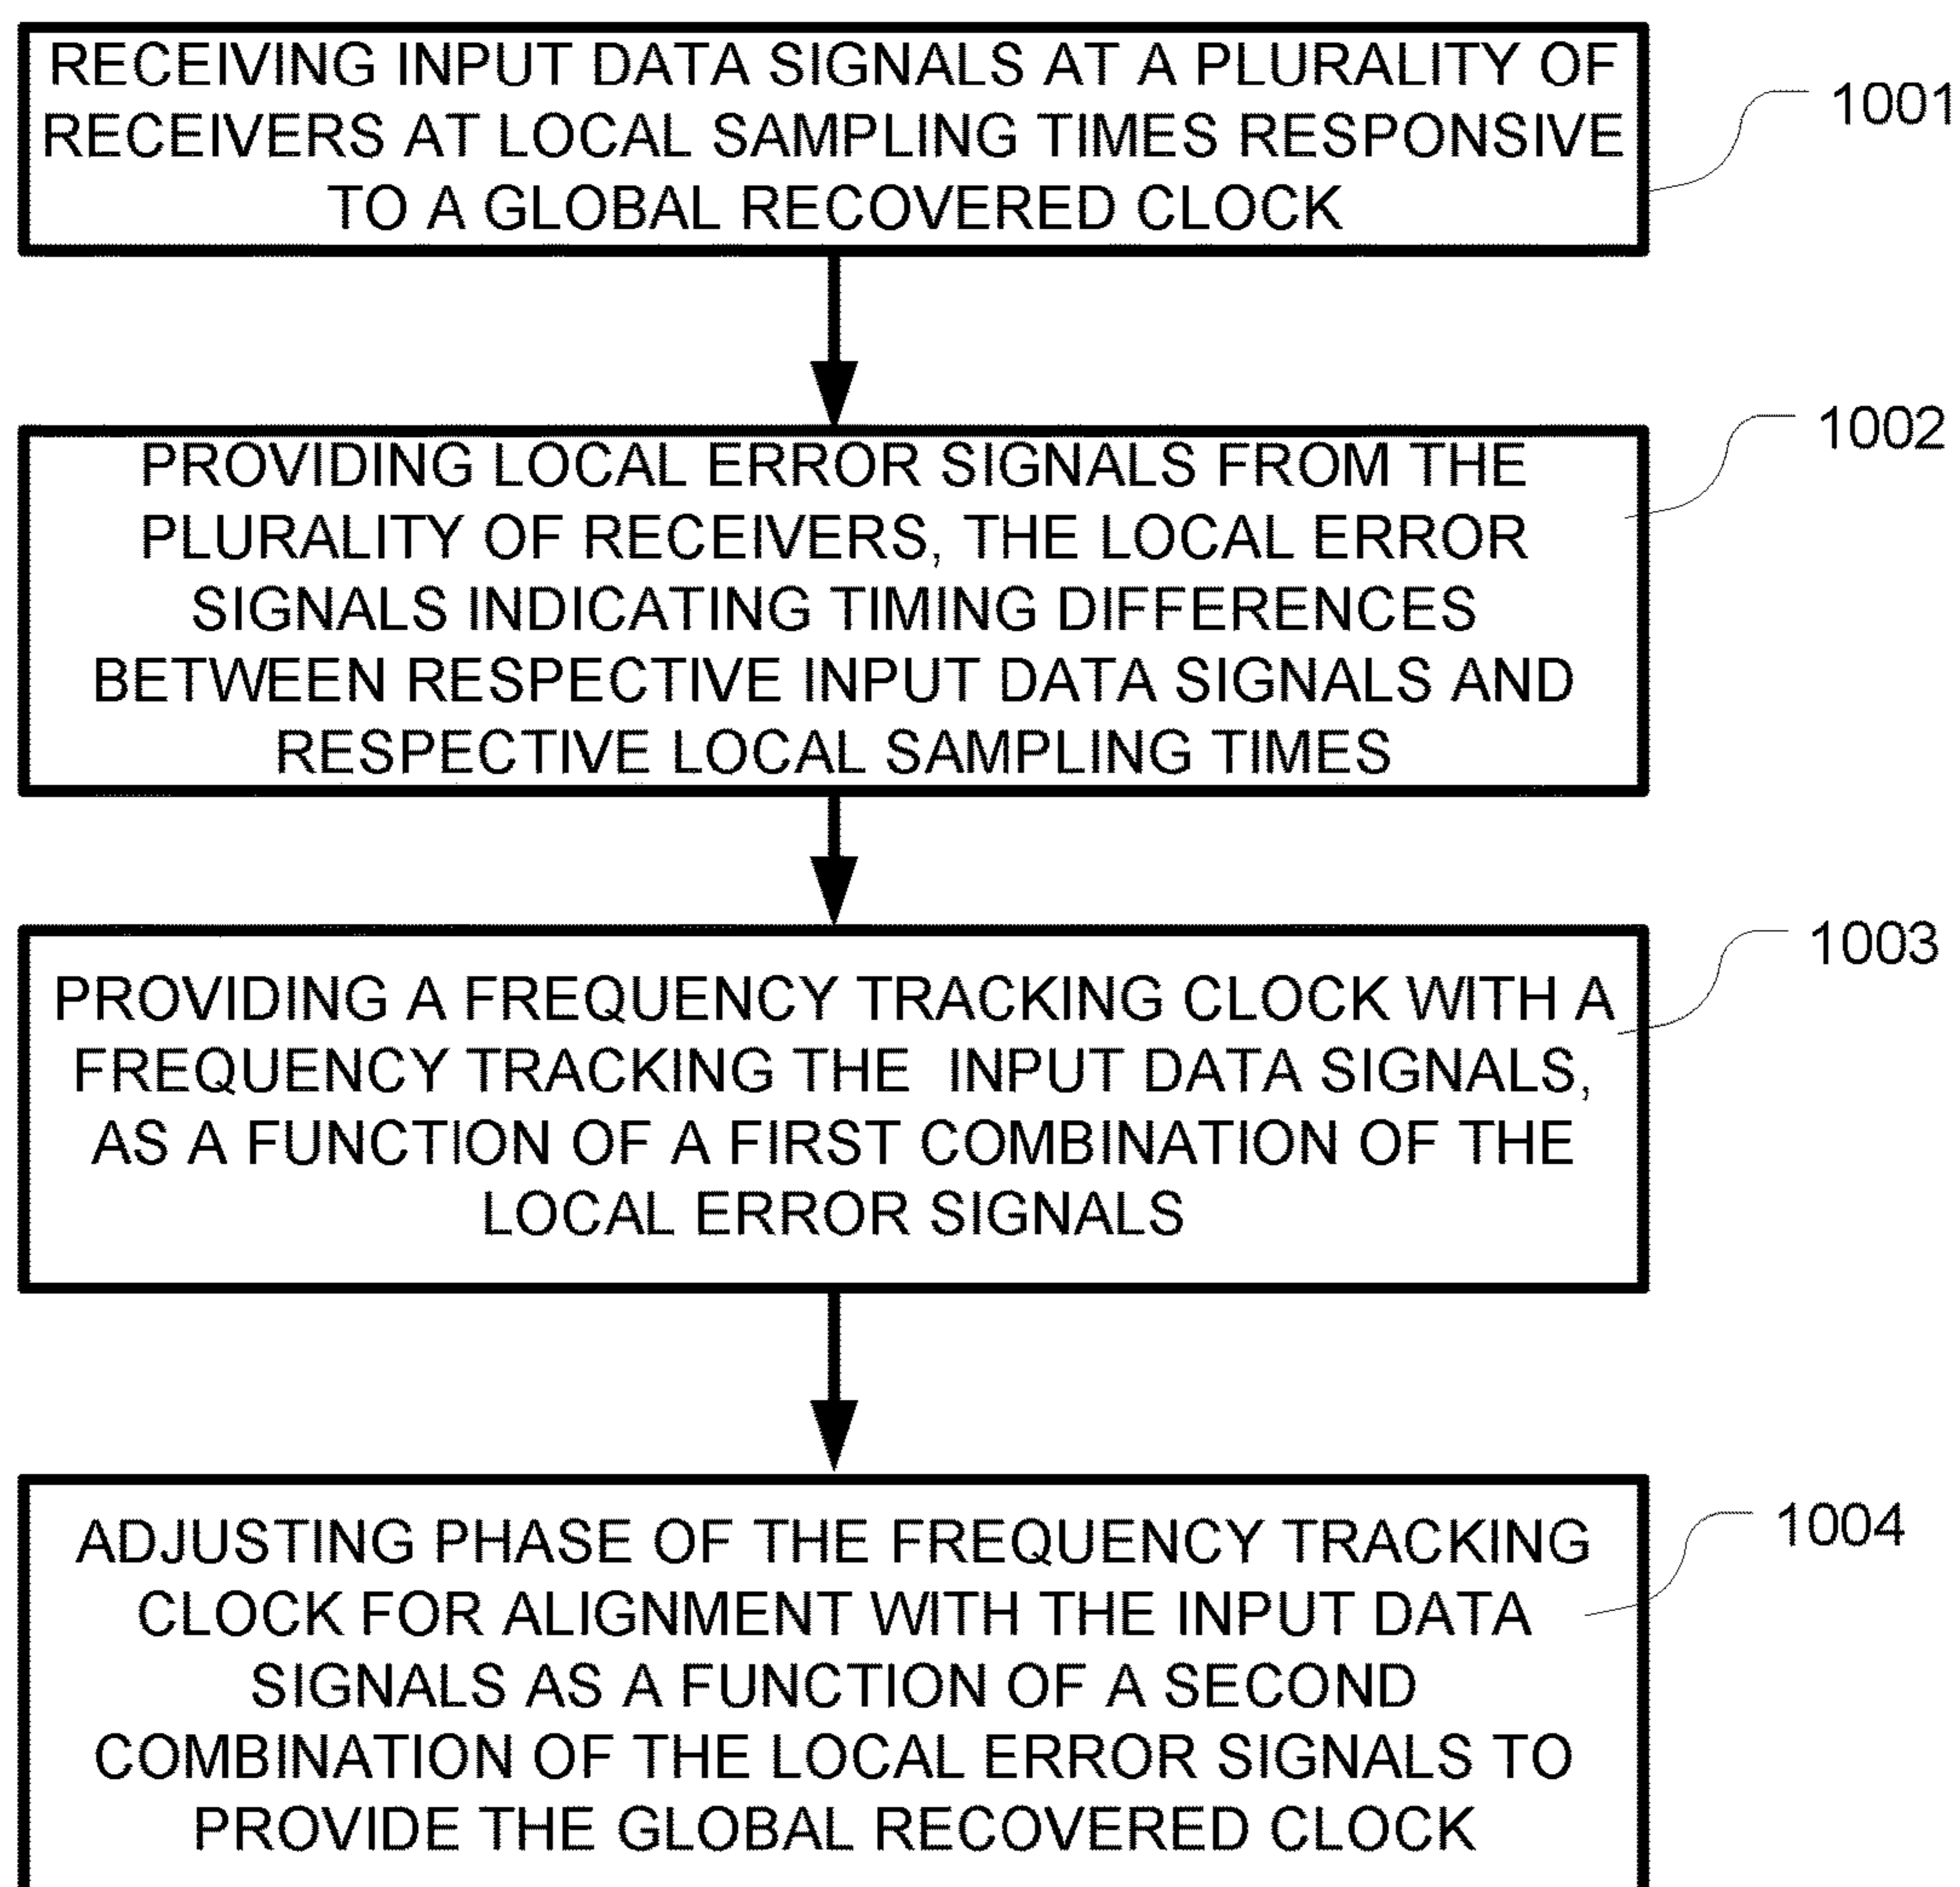 RECEIVING INPUT DATA SIGNALS AT A PLURALITY OF
RECEIVERS AT LOCAL SAMPLING TIMES RESPONSIVE
TO A GLOBAL RECOVERED CLOCK
1001
PROVIDING LOCAL ERROR SIGNALS FROM THE
PLURALITY OF RECEIVERS, THE LOCAL ERROR
SIGNALS INDICATING TIMING DIFFERENCES
BETWEEN RESPECTIVE INPUT DATA SIGNALS AND
RESPECTIVE LOCAL SAMPLING TIMES
1002
PROVIDING A FREQUENCY TRACKING CLOCK WITH A
FREQUENCY TRACKING THE INPUT DATA SIGNALS,
AS A FUNCTION OF A FIRST COMBINATION OF THE
LOCAL ERROR SIGNALS
1003
ADJUSTING PHASE OF THE FREQUENCY TRACKING
CLOCK FOR ALIGNMENT WITH THE INPUT DATA
SIGNALS AS A FUNCTION OF A SECOND
COMBINATION OF THE LOCAL ERROR SIGNALS TO
PROVIDE THE GLOBAL RECOVERED CLOCK
1004